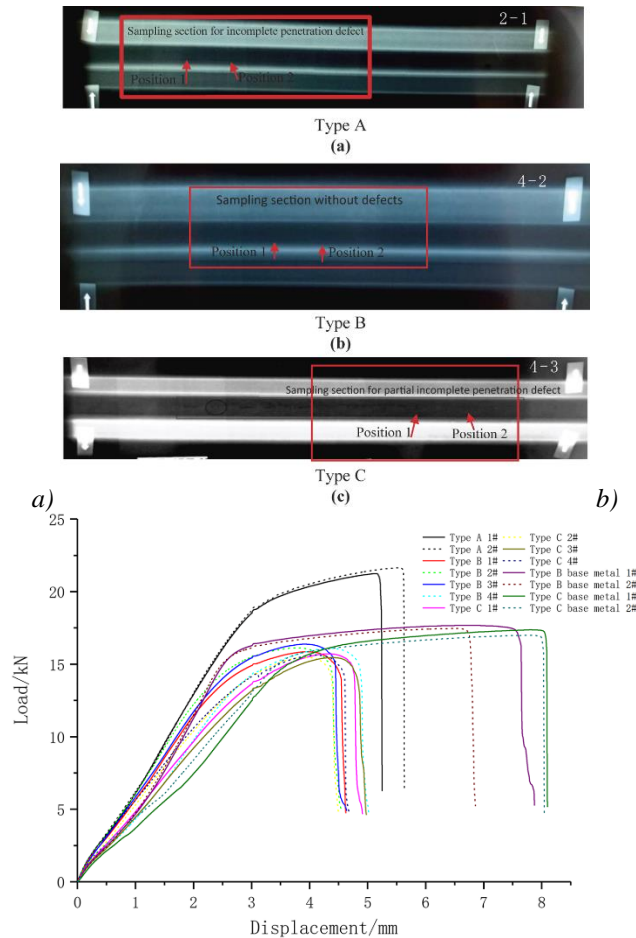 2-1
Sampling section for incomplete penetration defect
Position 1 Position 2
Type A
(a)
4-2
Sampling section without defects
Position 1 Position 2
Type B
(b)
4-3
Sampling section for partial incomplete penetration defect
Position 1 Position 2
Type C
a) (c) b)
25
20
15
10
5
0
Load/kN
Type A 1# Type C 2#
Type A 2# Type C 3#
Type B 1# Type C 4#
Type B 2# Type B base metal 1#
Type B 3# Type B base metal 2#
Type B 4# Type C base metal 1#
Type C 1# Type C base metal 2#
0 1 2 3 4 5 6 7 8
Displacement/mm